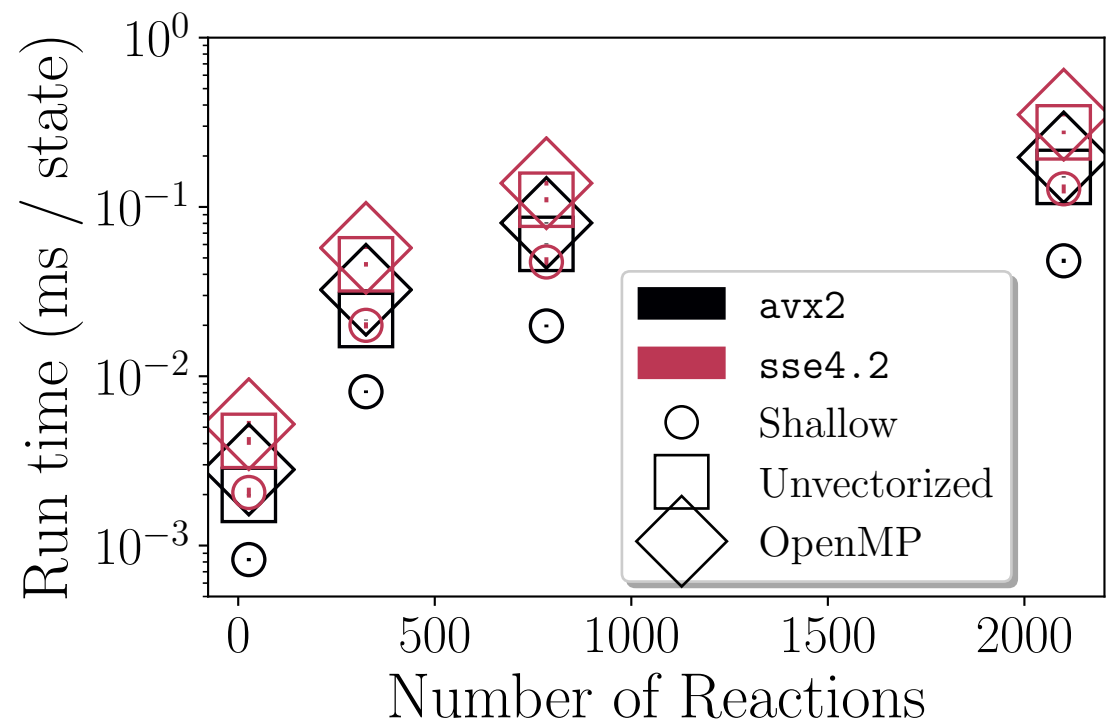 Run time (ms / state)
10^0
10^-1
10^-2
10^-3
avx2
sse4.2
Shallow
Unvectorized
OpenMP
0 500 1000 1500 2000
Number of Reactions